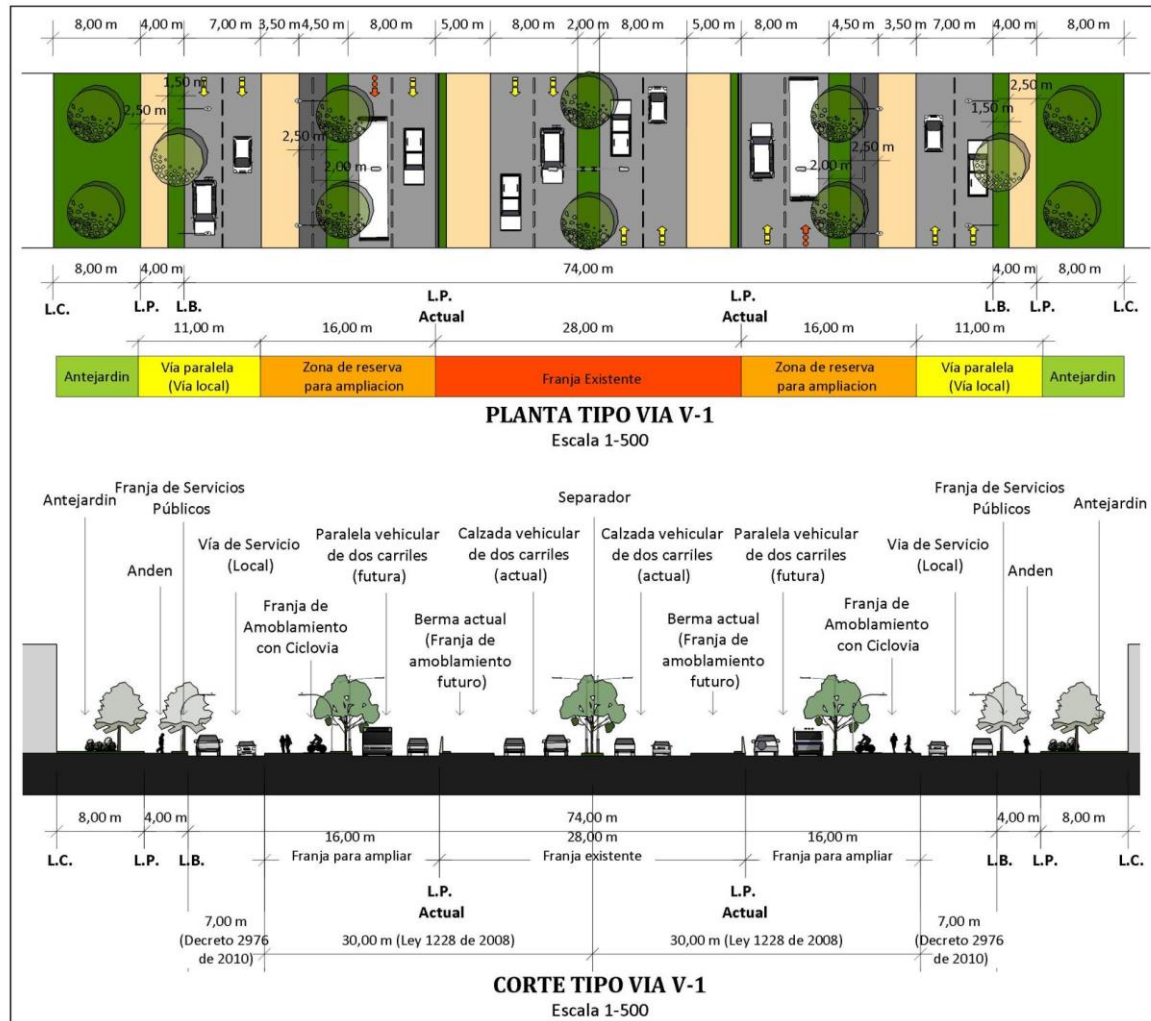 8,00 m 4,00 m 7,00 m 3,50 m 4,50 m 8,00 m 5,00 m 8,00 m 2,00 m 8,00 m 5,00 m 8,00 m 4,50 m 3,50 m 7,00 m 4,00 m 8,00 m
1,50 m
2,50 m
2,50 m
2,00 m
2,50 m
1,50 m
2,50 m
2,00 m
8,00 m 4,00 m 74,00 m 4,00 m 8,00 m
L.C. L.P. L.B. L.P. L.P. L.B. L.P. L.C.
Actual Actual
11,00 m 16,00 m 28,00 m 16,00 m 11,00 m
Antejardin
Vía paralela
(Vía local)
Zona de reserva
para ampliacion
Franja Existente
Zona de reserva
para ampliacion
Vía paralela
(Vía local)
Antejardin
PLANTA TIPO VIA V-1
Escala 1-500
Antejardin
Franja de Servicios
Públicos
Separador
Franja de Servicios
Públicos
Antejardin
Anden
Vía de Servicio
(Local)
Paralela vehicular
de dos carriles
(futura)
Calzada vehicular
de dos carriles
(actual)
Calzada vehicular
de dos carriles
(actual)
Paralela vehicular
de dos carriles
(futura)
Via de Servicio
(Local)
Anden
Franja de
Amoblamiento
con Ciclovia
Berma actual
(Franja de
amoblamiento
futuro)
Berma actual
(Franja de
amoblamiento
futuro)
Franja de
Amoblamiento
con Ciclovia
8,00 m 4,00 m 74,00 m 4,00 m 8,00 m
16,00 m 28,00 m 16,00 m
L.C. L.P. L.B. Franja para ampliar Franja existente Franja para ampliar L.B. L.P. L.C.
L.P. L.P.
Actual Actual
7,00 m
(Decreto 2976
de 2010)
30,00 m (Ley 1228 de 2008)
30,00 m (Ley 1228 de 2008)
7,00 m
(Decreto 2976
de 2010)
CORTE TIPO VIA V-1
Escala 1-500